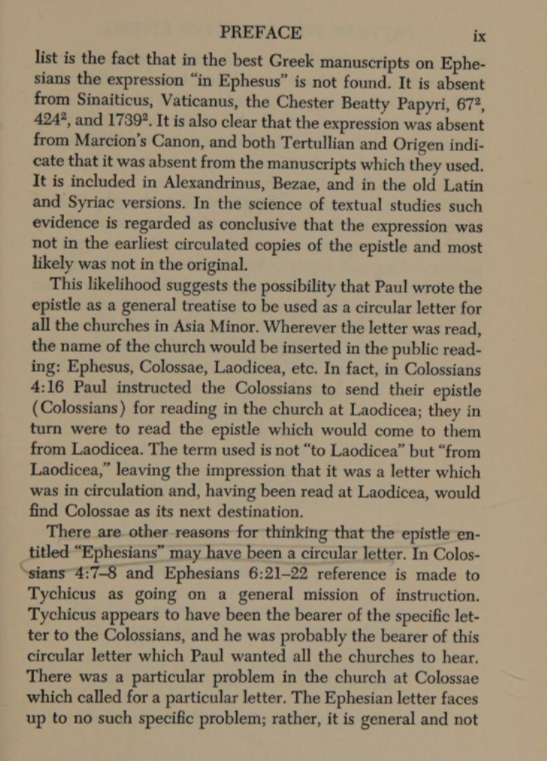 PREFACE ix
list is the fact that in the best Greek manuscripts on Ephe-
sians the expression “in Ephesus” is not found. It is absent
from Sinaiticus, Vaticanus, the Chester Beatty Papyri, 67²,
424², and 1739². It is also clear that the expression was absent
from Marcion’s Canon, and both Tertullian and Origen indi-
cate that it was absent from the manuscripts which they used.
It is included in Alexandrinus, Bezae, and in the old Latin
and Syriac versions. In the science of textual studies such
evidence is regarded as conclusive that the expression was
not in the earliest circulated copies of the epistle and most
likely was not in the original.
This likelihood suggests the possibility that Paul wrote the
epistle as a general treatise to be used as a circular letter for
all the churches in Asia Minor. Wherever the letter was read,
the name of the church would be inserted in the public read-
ing: Ephesus, Colossae, Laodicea, etc. In fact, in Colossians
4:16 Paul instructed the Colossians to send their epistle
(Colossians) for reading in the church at Laodicea; they in
turn were to read the epistle which would come to them
from Laodicea. The term used is not “to Laodicea” but “from
Laodicea,” leaving the impression that it was a letter which
was in circulation and, having been read at Laodicea, would
find Colossae as its next destination.
There are other reasons for thinking that the epistle en-
titled “Ephesians” may have been a circular letter. In Colos-
sians 4:7–8 and Ephesians 6:21–22 reference is made to
Tychicus as going on a general mission of instruction.
Tychicus appears to have been the bearer of the specific let-
ter to the Colossians, and he was probably the bearer of this
circular letter which Paul wanted all the churches to hear.
There was a particular problem in the church at Colossae
which called for a particular letter. The Ephesian letter faces
up to no such specific problem; rather, it is general and not